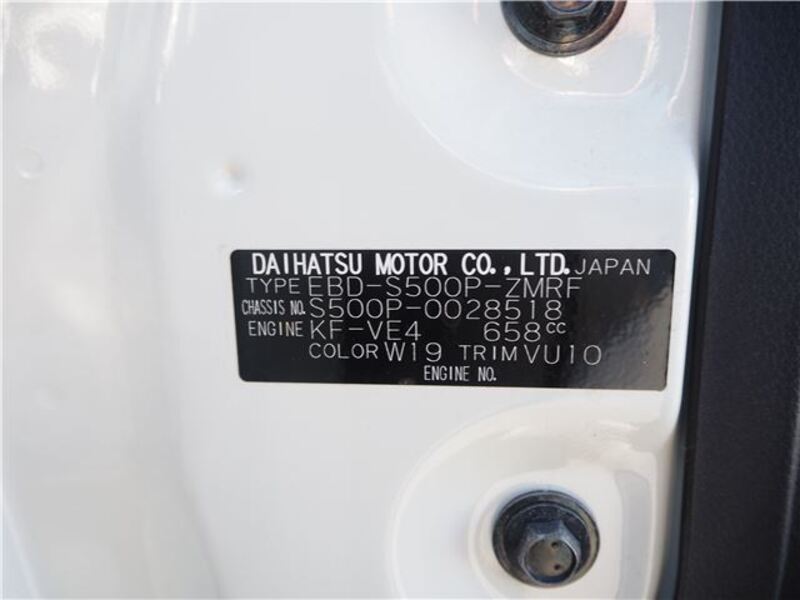 DAIHATSU MOTOR CO.,LTD. JAPAN
TYPE EBD-S500P-ZMRF
CHASSIS NO. S500P-0028518
ENGINE KF-VE4 658cc
COLOR W19 TRIM VU10
ENGINE NO.